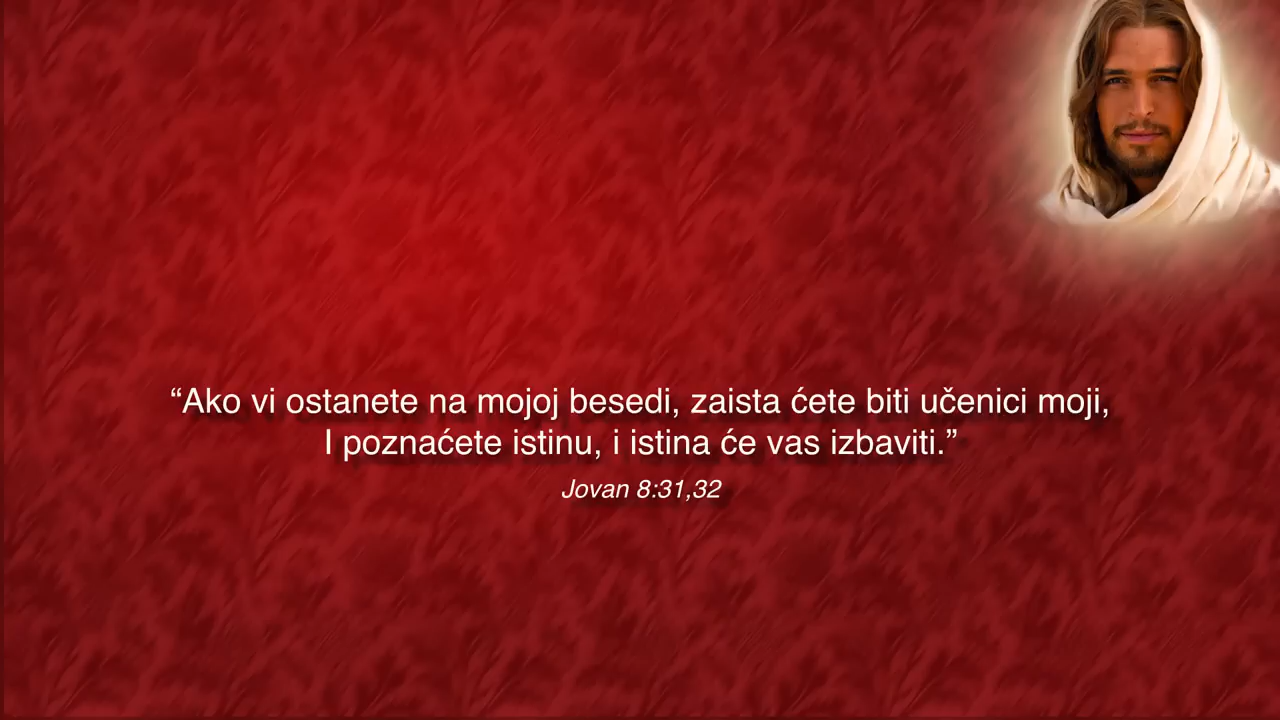 “Ako vi ostanete na mojoj besedi, zaista ćete biti učenici moji,
I poznaćete istinu, i istina će vas izbaviti.”
Jovan 8:31,32